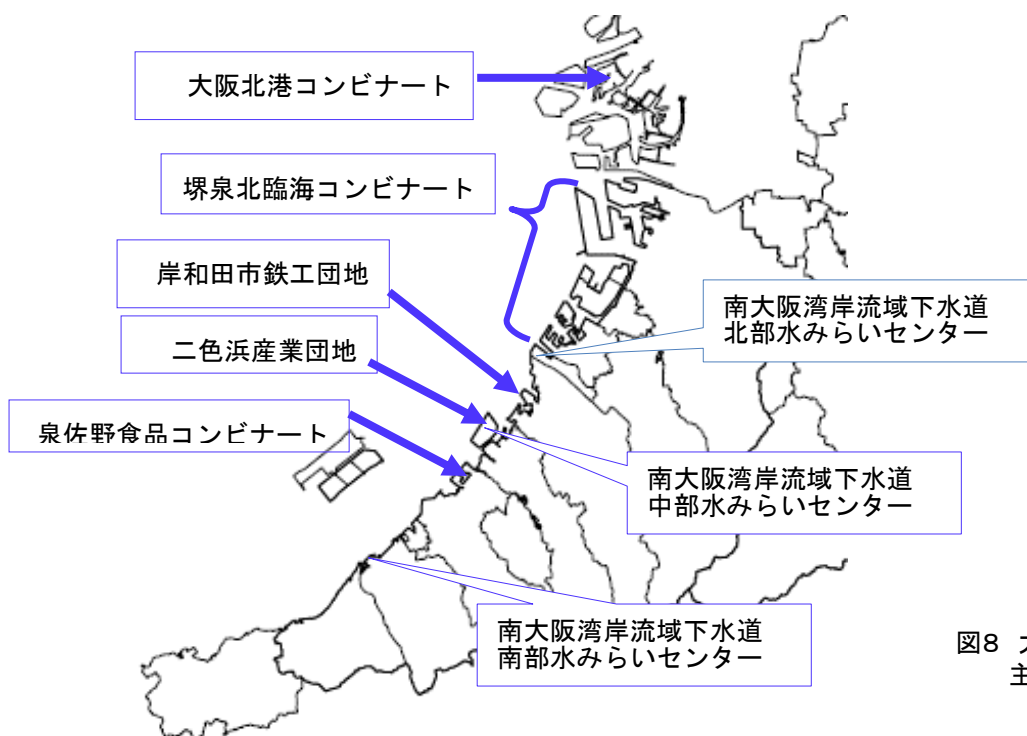 大阪北港コンビナート
堺泉北臨海コンビナート
岸和田市鉄工団地
二色浜産業団地
泉佐野食品コンビナート
南大阪湾岸流域下水道
北部水みらいセンター
南大阪湾岸流域下水道
中部水みらいセンター
南大阪湾岸流域下水道
南部水みらいセンター
図8
主